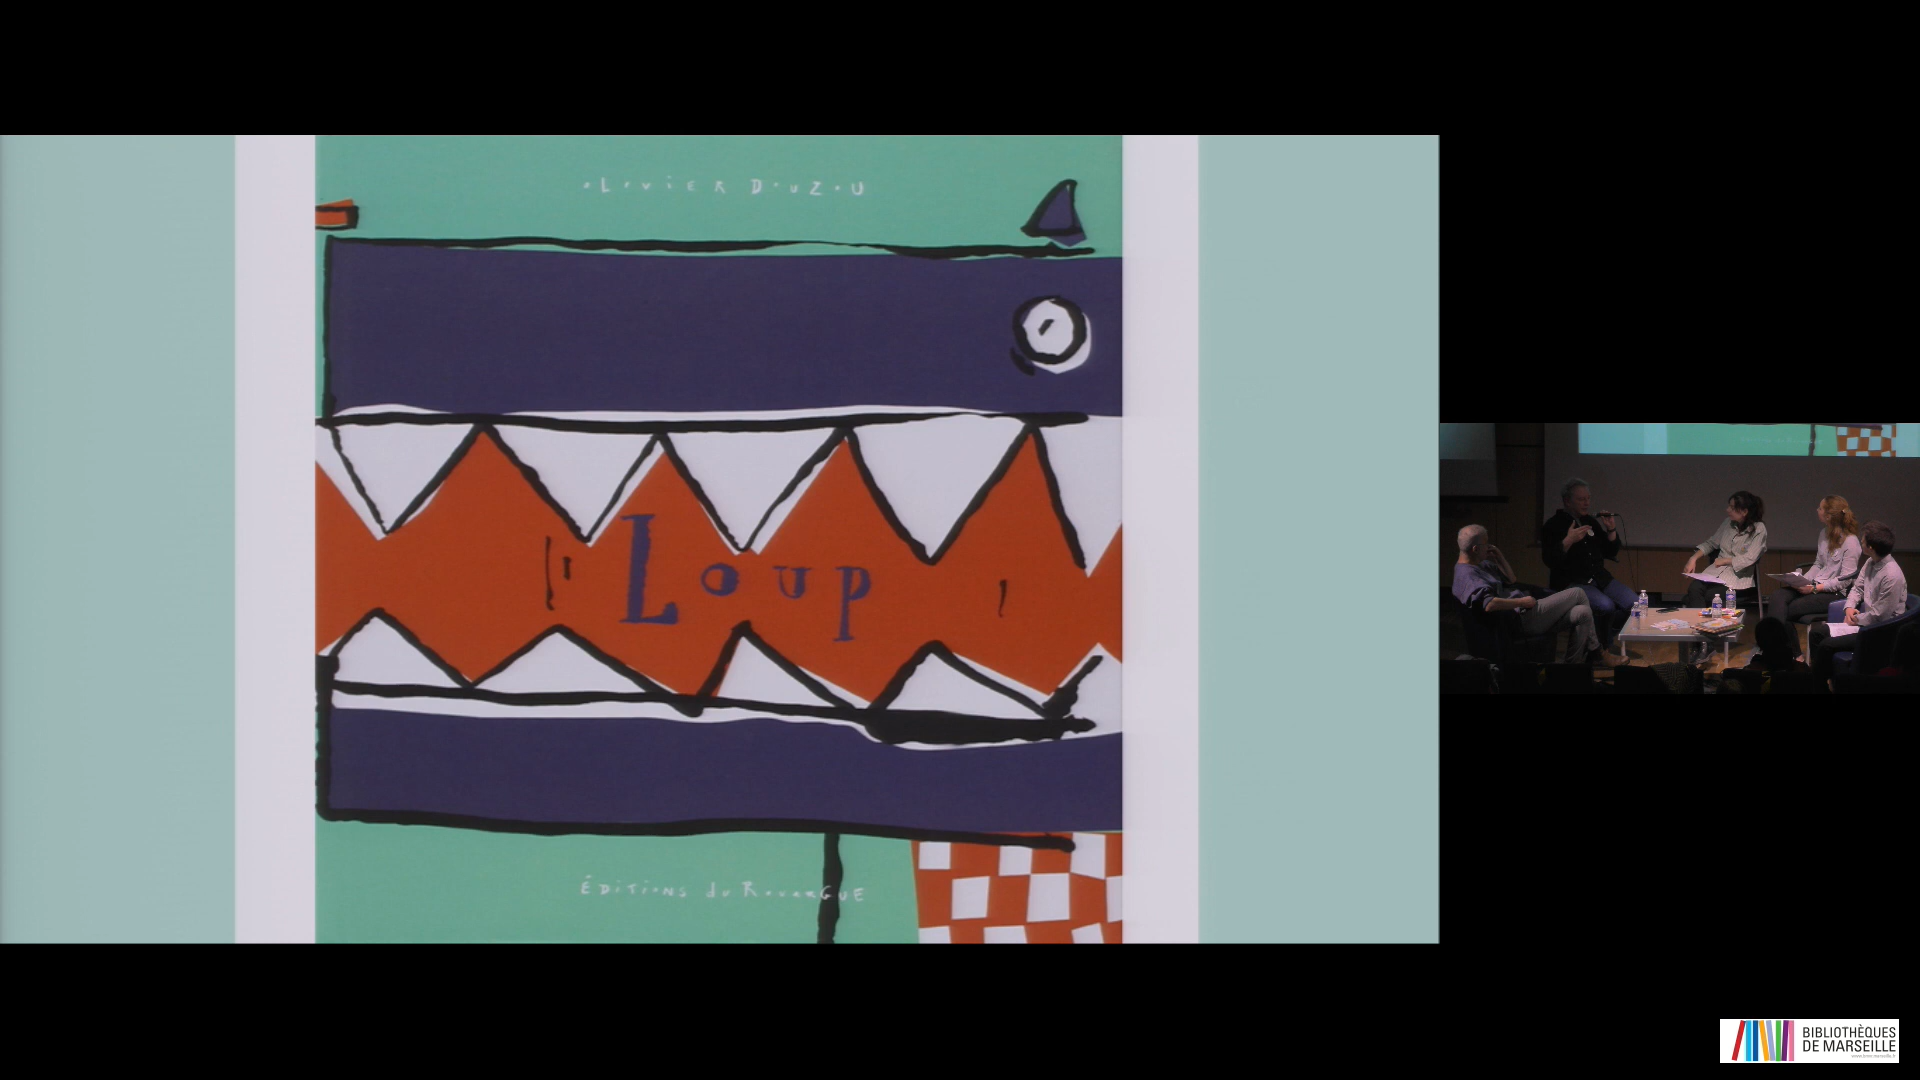 OLiViER DOUZOU
Loup
ÉDiTiONS du RouerGUE
BIBLIOTHÈQUES
DE MARSEILLE